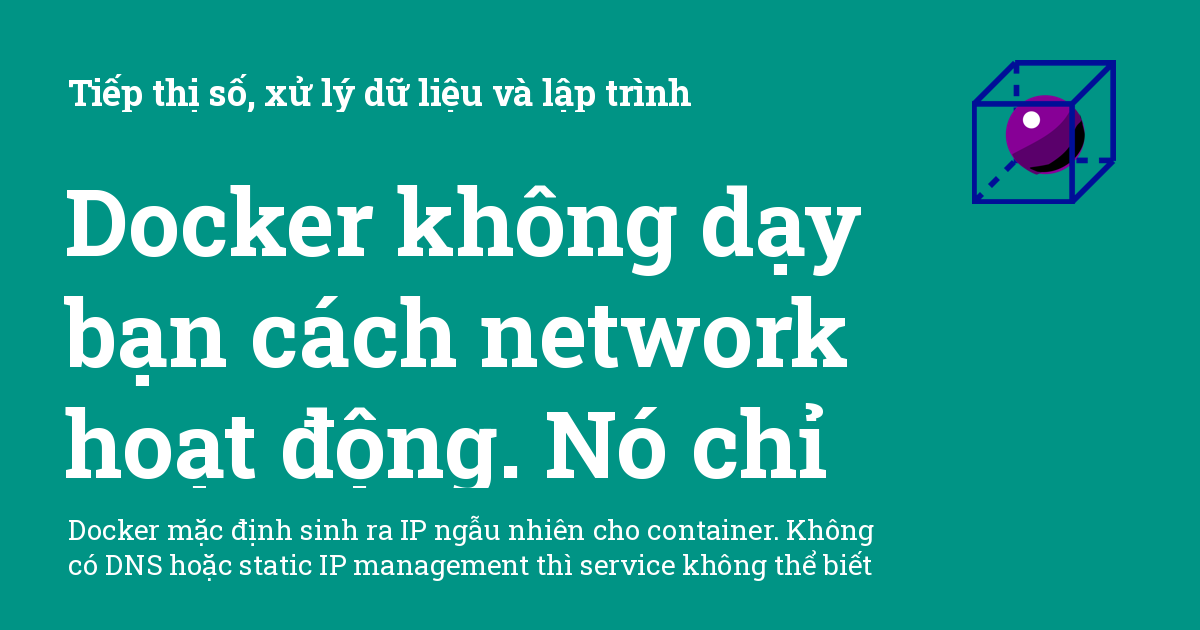 Tiếp thị số, xử lý dữ liệu và lập trình
Docker không dạy
bạn cách network
hoạt động. Nó chỉ
Docker mặc định sinh ra IP ngẫu nhiên cho container. Không
có DNS hoặc static IP management thì service không thể biết